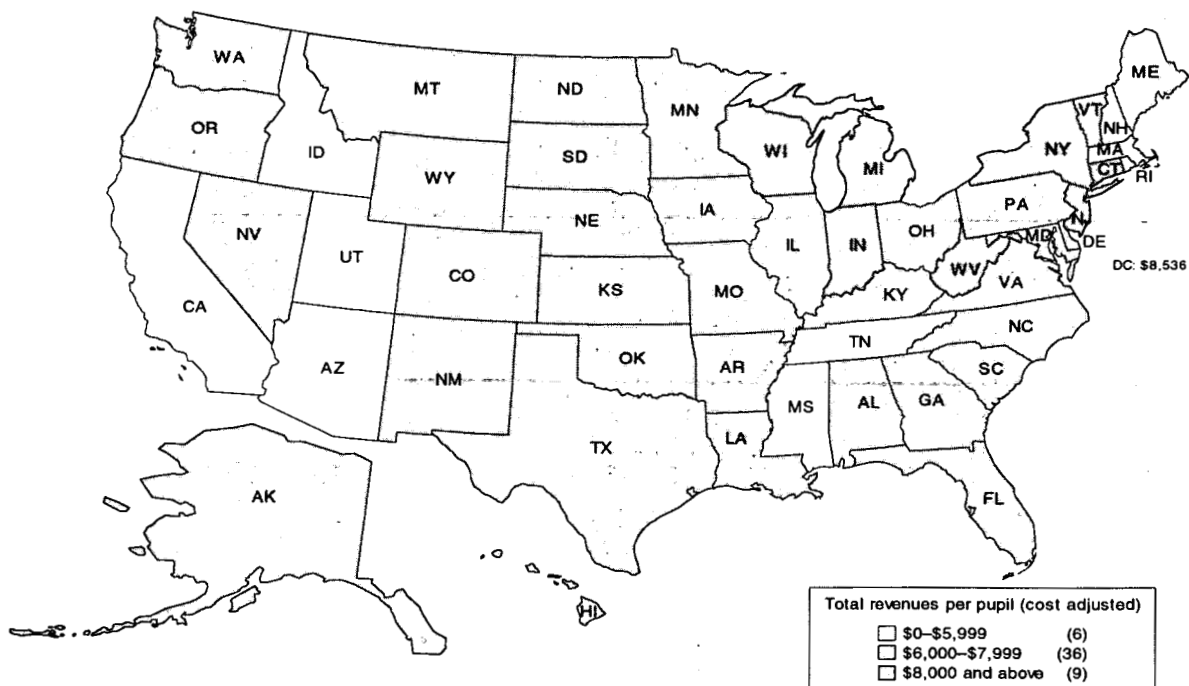 WA
MT
ND
MN
ME
VT
NH
OR
ID
SD
WI
MI
NY
MA
CT
RI
WY
IA
PA
NE
NV
UT
CO
IL
IN
OH
MD
DE
DC: $8,536
WV
VA
CA
KS
MO
KY
NC
TN
AZ
NM
OK
AR
SC
MS
AL
GA
LA
TX
AK
FL
HI
Total revenues per pupil (cost adjusted)
$0–$5,999 (6)
$6,000–$7,999 (36)
$8,000 and above (9)